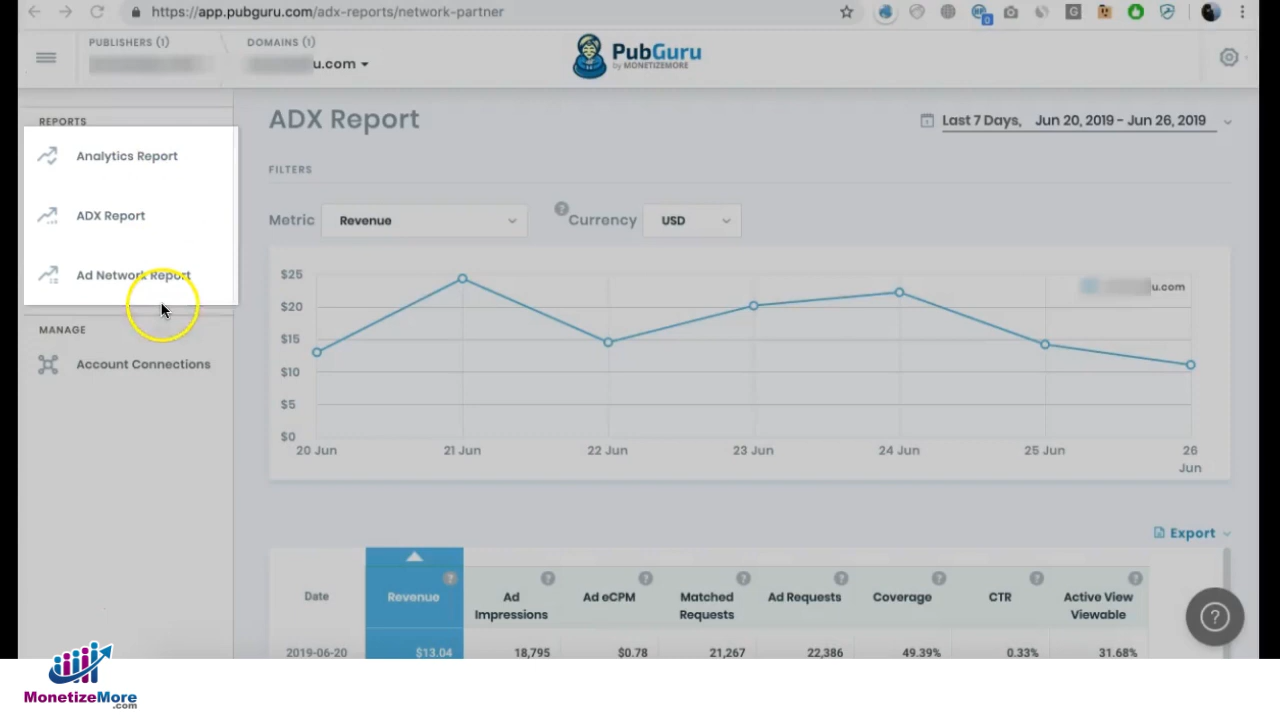 https://app.pubguru.com/adx-reports/network-partner
PUBLISHERS (1)
DOMAINS (1)
u.com
PubGuru
by MONETIZEMORE
REPORTS
Analytics Report
ADX Report
Ad Network Report
MANAGE
Account Connections
ADX Report
Last 7 Days, Jun 20, 2019 - Jun 26, 2019
FILTERS
Metric Revenue ? Currency USD
u.com
$25
$20
$15
$10
$5
$0
20 Jun 21 Jun 22 Jun 23 Jun 24 Jun 25 Jun 26 Jun
Export
Date Revenue Ad Impressions Ad eCPM Matched Requests Ad Requests Coverage CTR Active View Viewable
2019-06-20 $13.04 18,795 $0.78 21,267 22,386 49.39% 0.33% 31.68%
?
MonetizeMore
.com